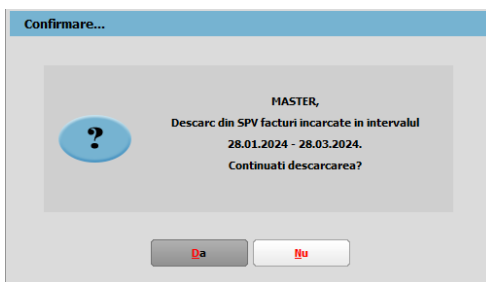 Confirmare...
?
MASTER,
Descarc din SPV facturi incarcate in intervalul
28.01.2024 - 28.03.2024.
Continuati descarcarea?
Da
Nu